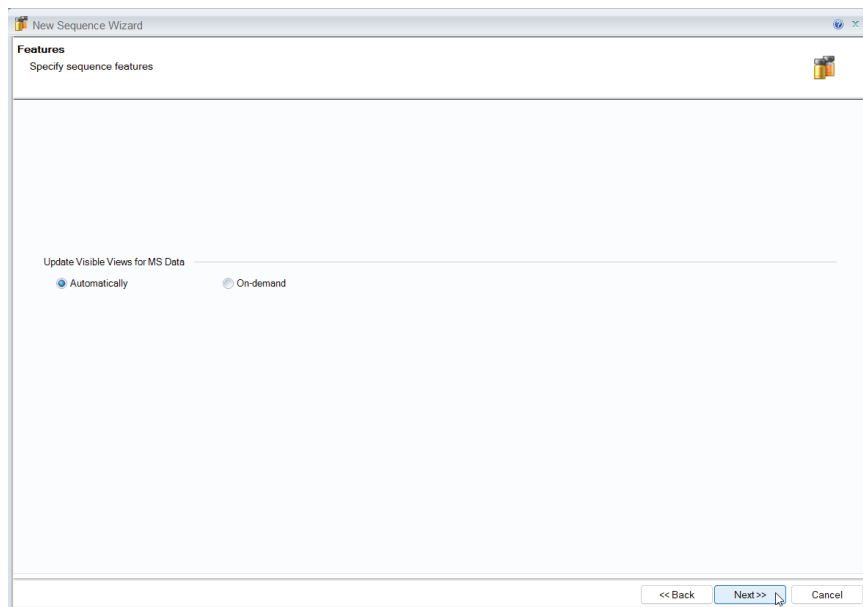 New Sequence Wizard
Features
Specify sequence features
Update Visible Views for MS Data
Automatically On-demand
<< Back Next>> Cancel